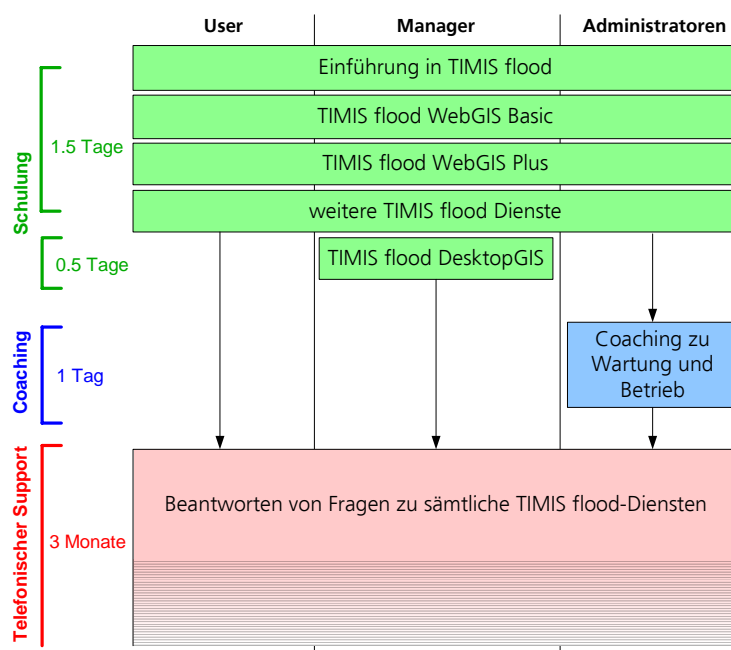 User
Manager
Administratoren
Schulung
1.5 Tage
Einführung in TIMIS flood
TIMIS flood WebGIS Basic
TIMIS flood WebGIS Plus
weitere TIMIS flood Dienste
0.5 Tage
TIMIS flood DesktopGIS
Coaching
1 Tag
Coaching zu
Wartung und
Betrieb
Telefonischer Support
3 Monate
Beantworten von Fragen zu sämtliche TIMIS flood-Diensten